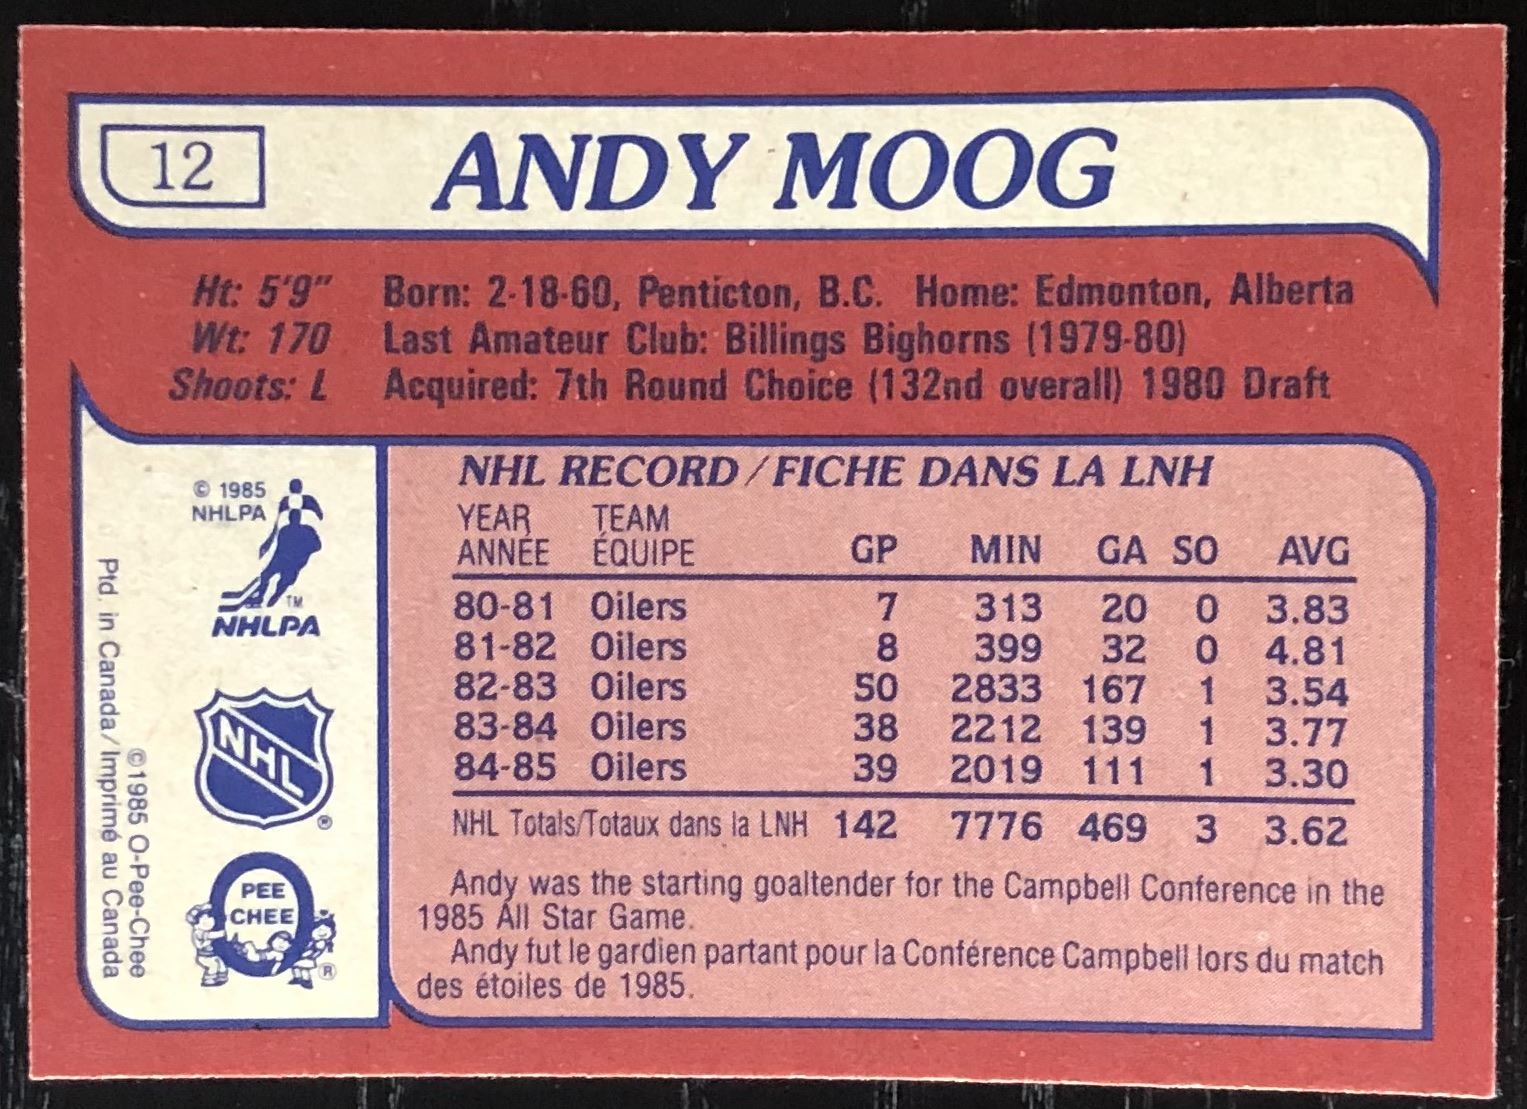 12
ANDY MOOG
Ht: 5'9" Born: 2-18-60, Penticton, B.C. Home: Edmonton, Alberta
Wt: 170 Last Amateur Club: Billings Bighorns (1979-80)
Shoots: L Acquired: 7th Round Choice (132nd overall) 1980 Draft
© 1985
NHLPA
TM
NHLPA
NHL
®
PEE
CHEE
®
©1985 O-Pee-Chee
Ptd. in Canada/Imprimé au Canada
NHL RECORD/FICHE DANS LA LNH
YEAR TEAM
ANNÉE ÉQUIPE GP MIN GA SO AVG
80-81 Oilers 7 313 20 0 3.83
81-82 Oilers 8 399 32 0 4.81
82-83 Oilers 50 2833 167 1 3.54
83-84 Oilers 38 2212 139 1 3.77
84-85 Oilers 39 2019 111 1 3.30
NHL Totals/Totaux dans la LNH 142 7776 469 3 3.62
Andy was the starting goaltender for the Campbell Conference in the
1985 All Star Game.
Andy fut le gardien partant pour la Conférence Campbell lors du match
des étoiles de 1985.